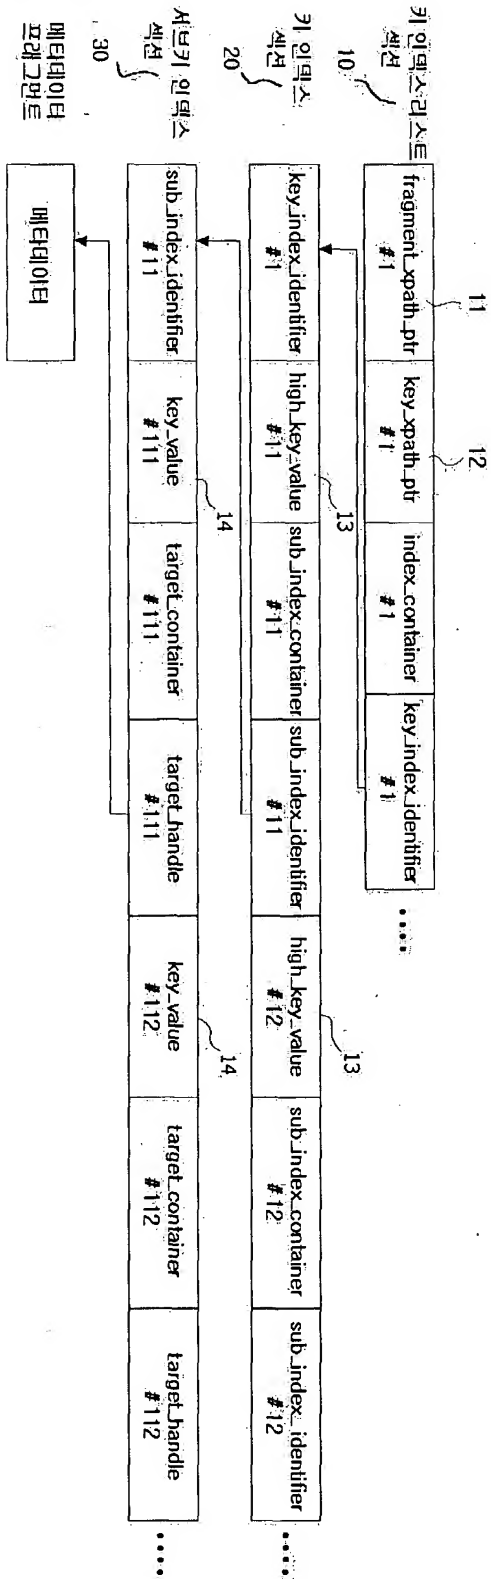 키 인덱스 리스트
섹션
10
fragment_xpath_ptr
#1
11
key_xpath_ptr
#1
12
index_container
#1
key_index_identifier
#1
....
키 인덱스
섹션
20
key_index_identifier
#1
high_key_value
#11
13
sub_index_container
#11
sub_index_identifier
#11
high_key_value
#12
13
sub_index_container
#12
sub_index_identifier
#12
....
서브키 인덱스
섹션
30
sub_index_identifier
#11
key_value
#111
14
target_container
#111
target_handle
#111
key_value
#112
14
target_container
#112
target_handle
#112
....
메타데이터
프래그먼트
메타데이터